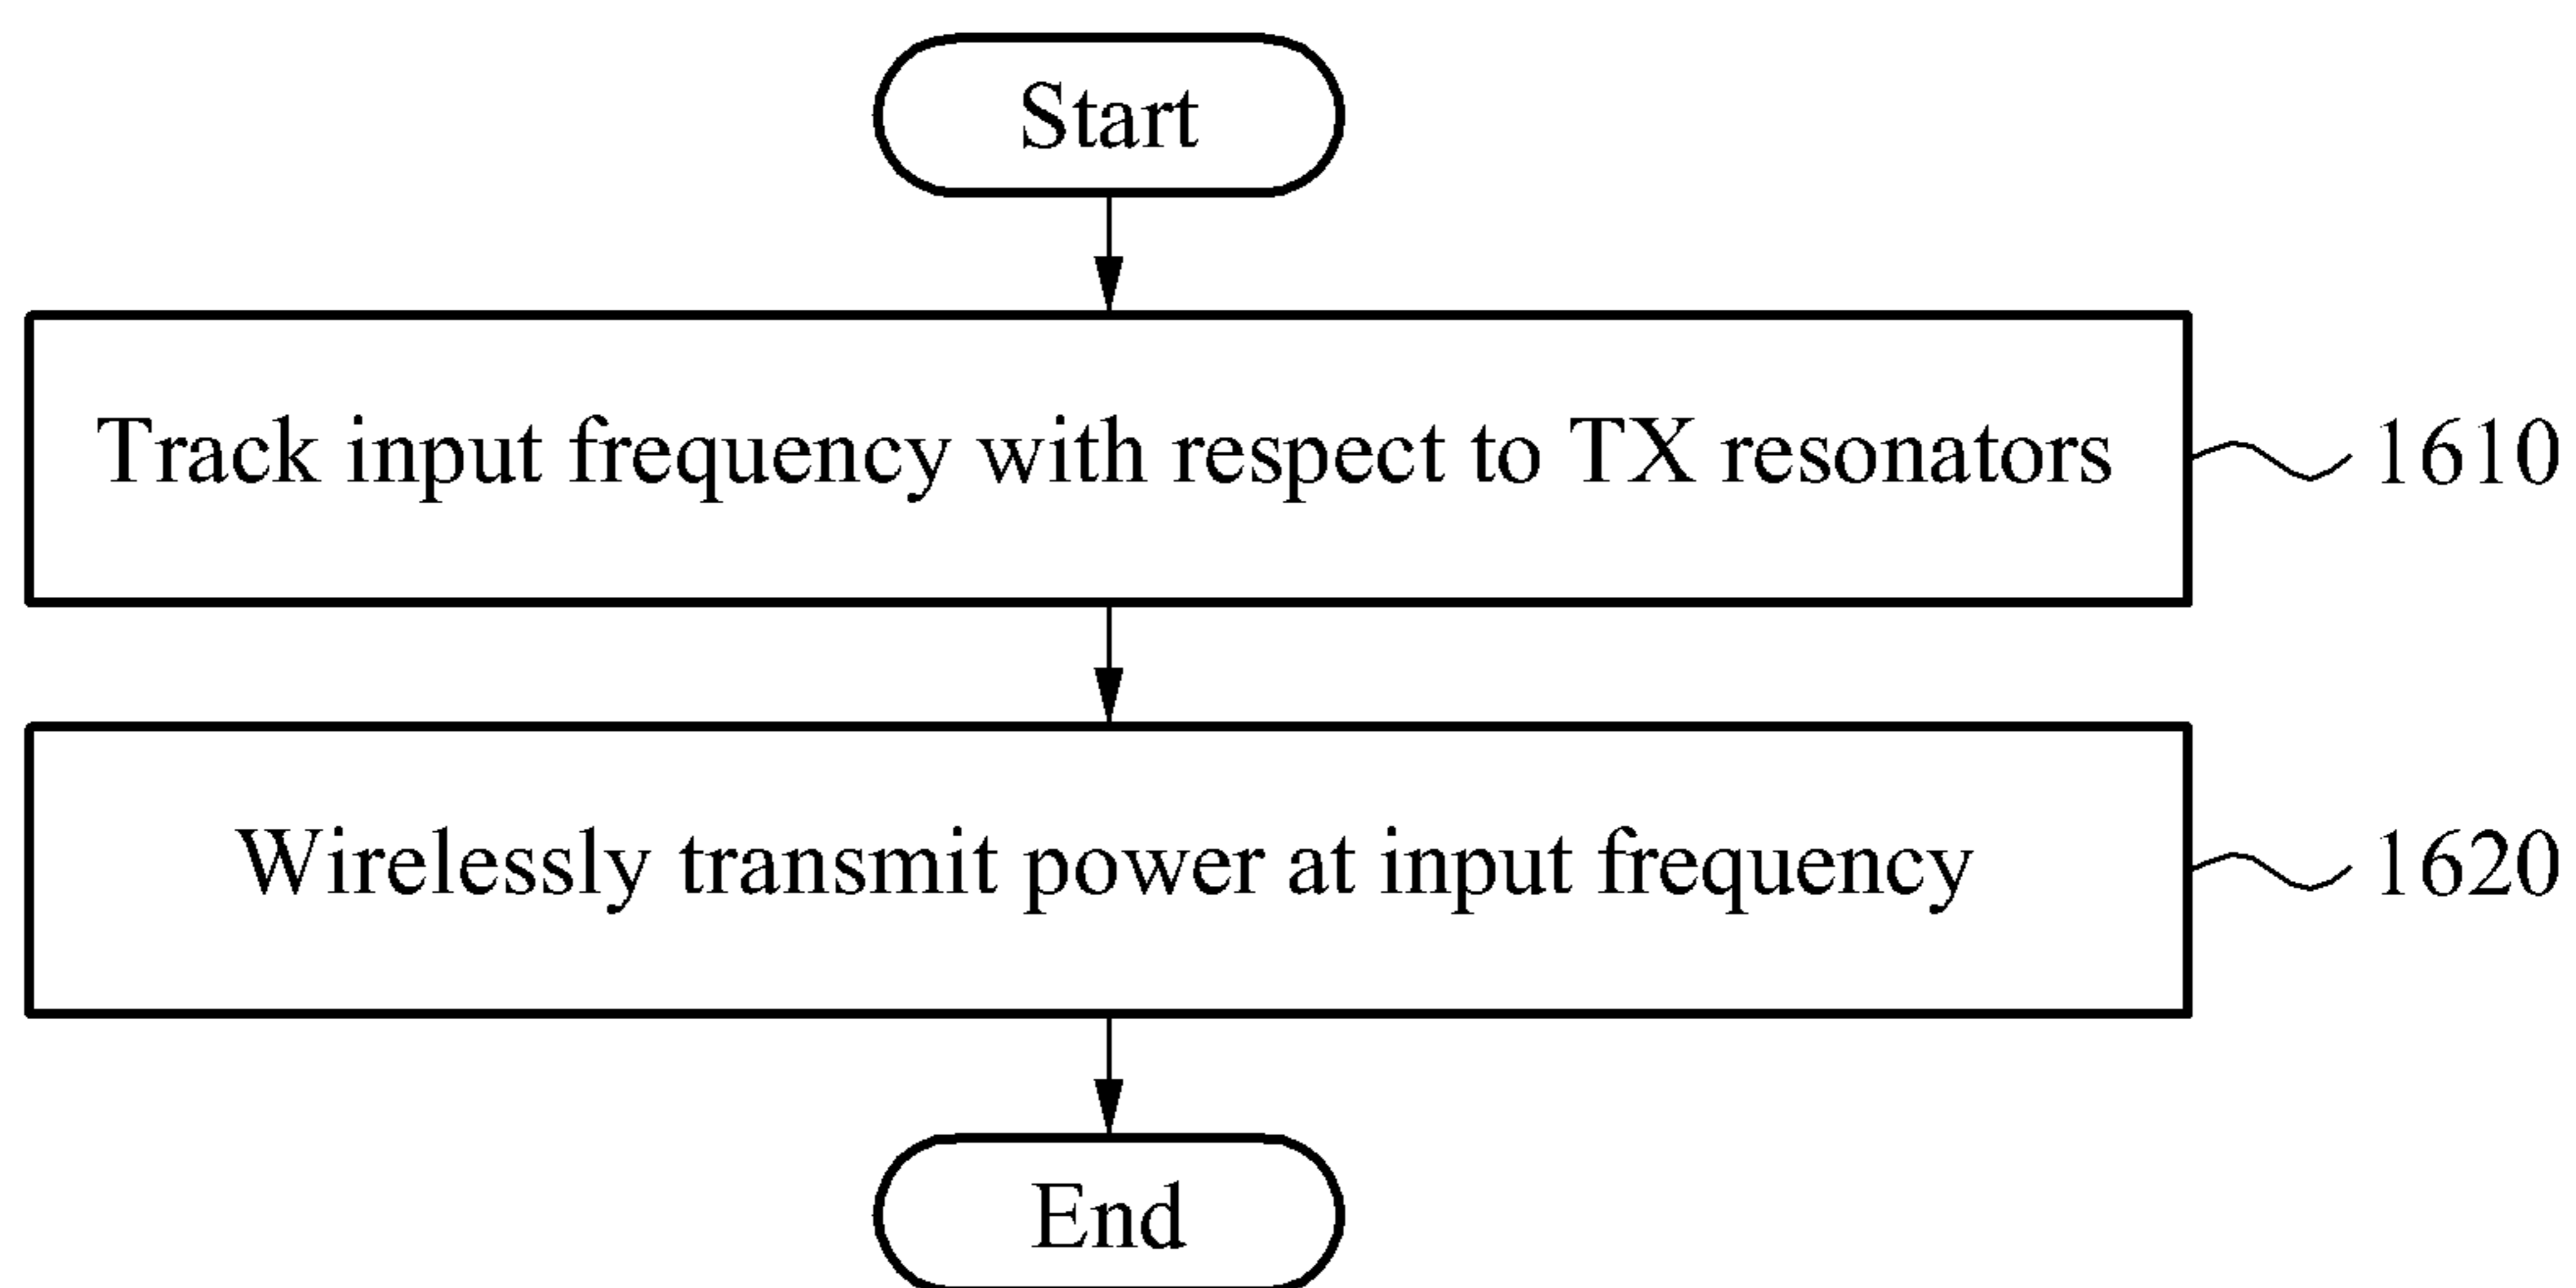 Start
Track input frequency with respect to TX resonators
1610
Wirelessly transmit power at input frequency
1620
End